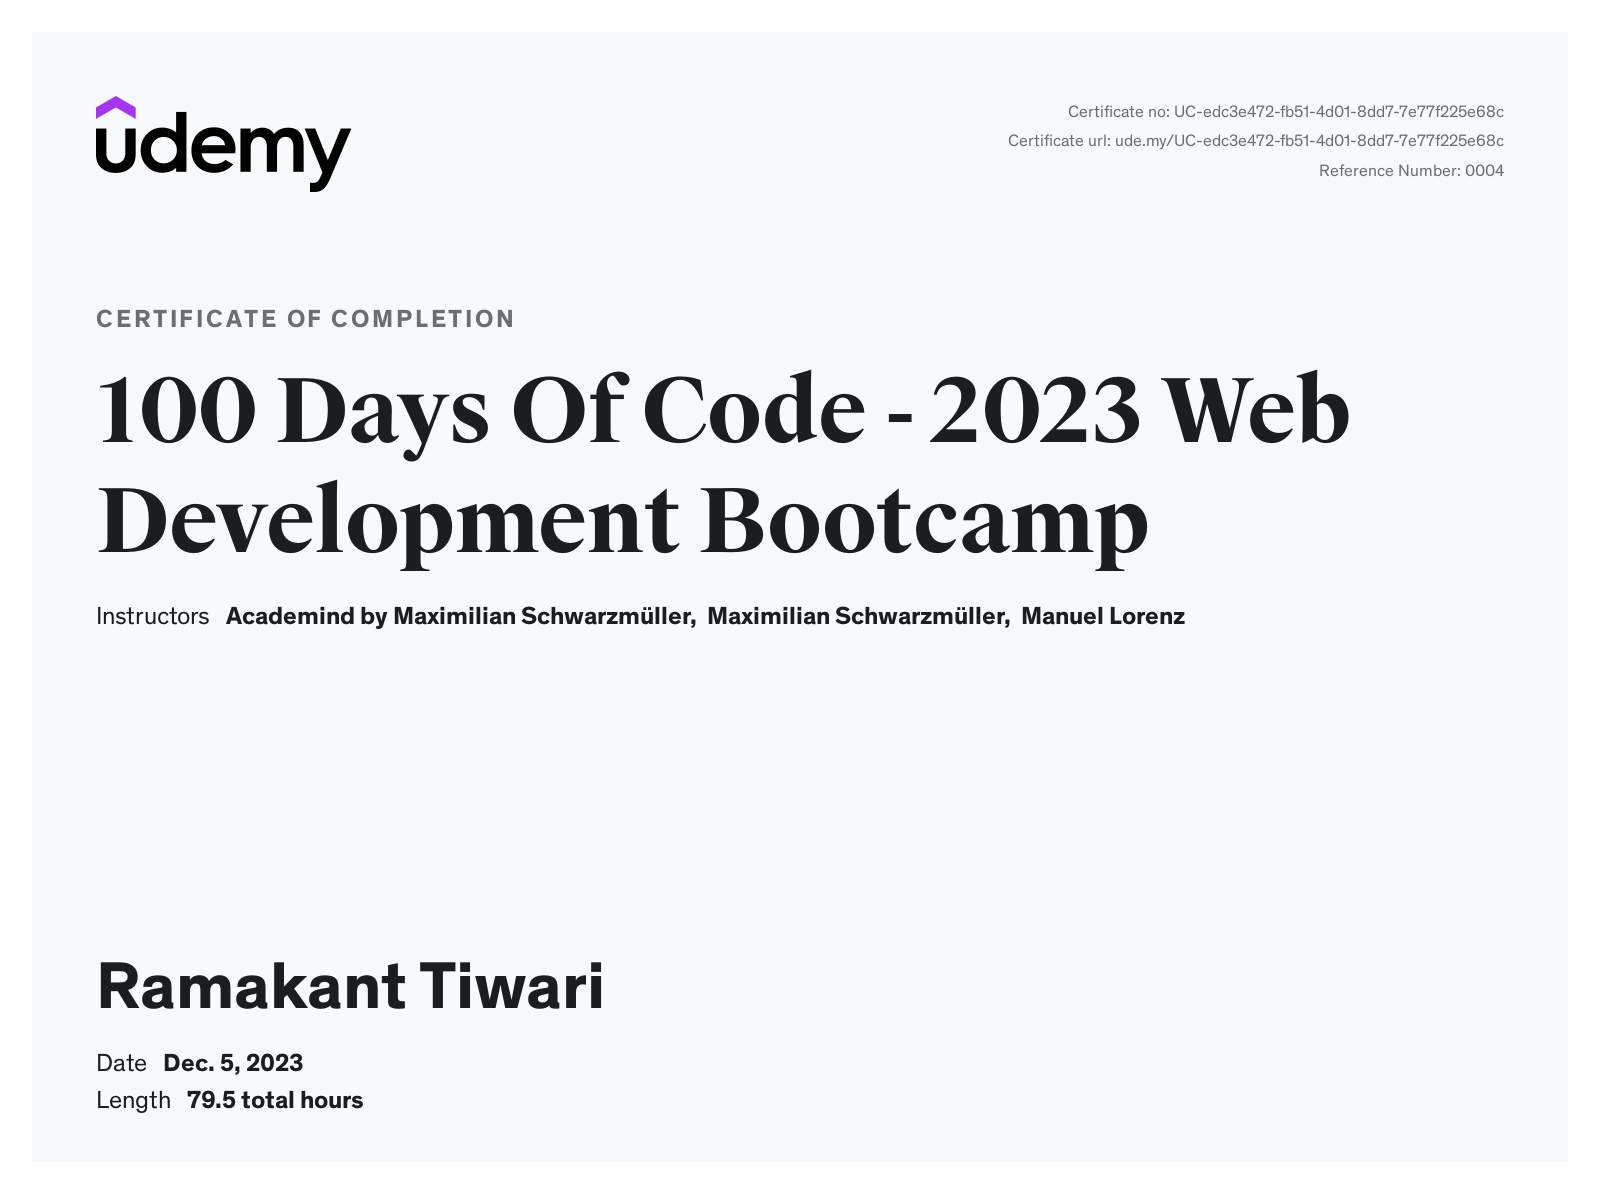 udemy
Certificate no: UC-edc3e472-fb51-4d01-8dd7-7e77f225e68c
Certificate url: ude.my/UC-edc3e472-fb51-4d01-8dd7-7e77f225e68c
Reference Number: 0004
CERTIFICATE OF COMPLETION
100 Days Of Code - 2023 Web
Development Bootcamp
Instructors Academind by Maximilian Schwarzmüller, Maximilian Schwarzmüller, Manuel Lorenz
Ramakant Tiwari
Date Dec. 5, 2023
Length 79.5 total hours